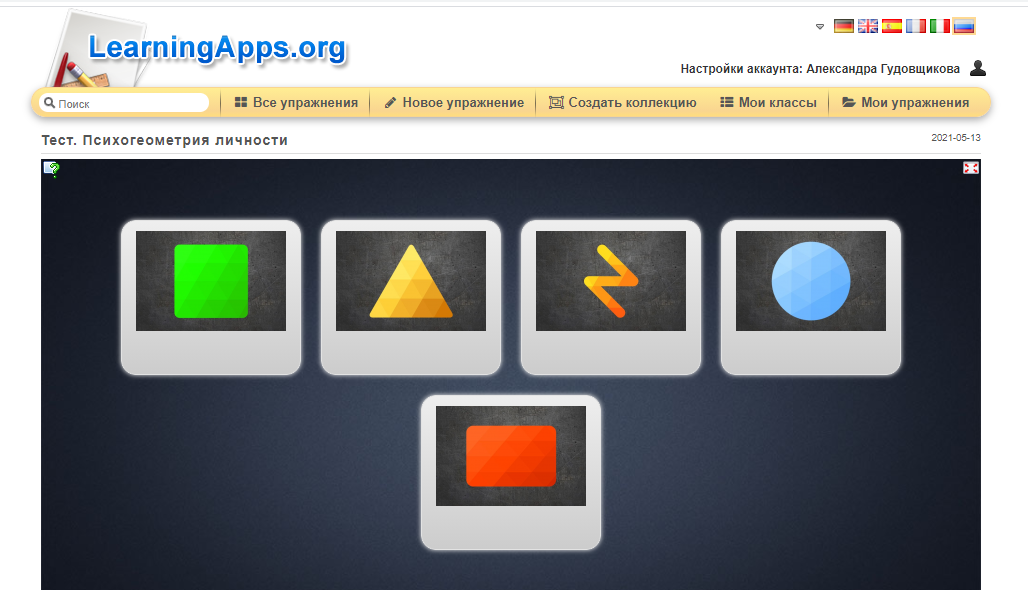 LearningApps.org
Настройки аккаунта: Александра Гудовщикова
Поиск
Все упражнения
Новое упражнение
Создать коллекцию
Мои классы
Мои упражнения
Тест. Психогеометрия личности
2021-05-13